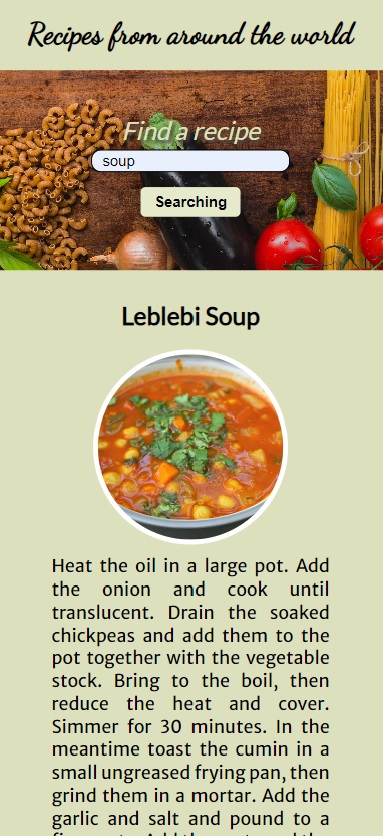 Recipes from around the world
Find a recipe
soup
Searching
Leblebi Soup
Heat the oil in a large pot. Add
the onion and cook until
translucent. Drain the soaked
chickpeas and add them to the
pot together with the vegetable
stock. Bring to the boil, then
reduce the heat and cover.
Simmer for 30 minutes. In the
meantime toast the cumin in a
small ungreased frying pan, then
grind them in a mortar. Add the
garlic and salt and pound to a